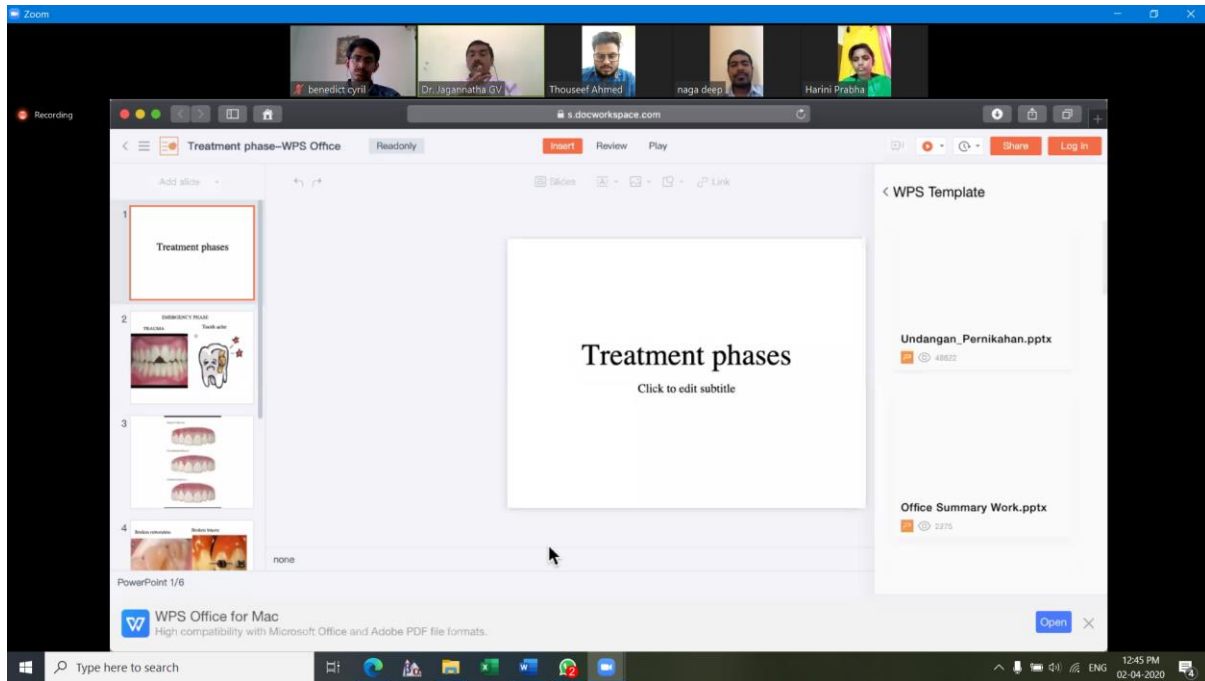 Zoom
benedict cyril
Dr. Jagannatha GV
Thouseef Ahmed
naga deep
Harini Prabha
Recording
s.docworkspace.com
Treatment phase–WPS Office
Readonly
Insert
Review
Play
Share
Log in
Add slide
Slides
Link
WPS Template
1
Treatment phases
2
EMERGENCY PHASE
TRAUMA
Tooth ache
3
4
Broken restoration
Broken braces
Treatment phases
Click to edit subtitle
Undangan_Pernikahan.pptx
48622
Office Summary Work.pptx
2275
none
PowerPoint 1/6
WPS Office for Mac
High compatibility with Microsoft Office and Adobe PDF file formats.
Open
Type here to search
ENG
12:45 PM
02-04-2020